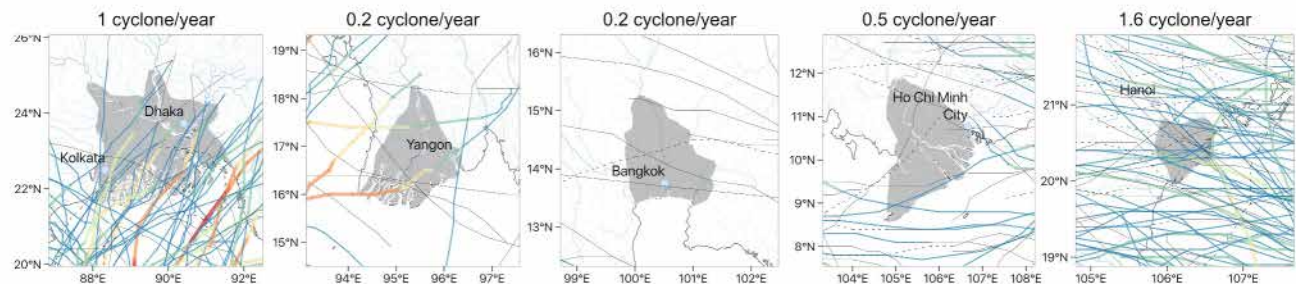 1 cyclone/year
0.2 cyclone/year
0.2 cyclone/year
0.5 cyclone/year
1.6 cyclone/year
26°N
24°N
22°N
20°N
Dhaka
Kolkata
88°E
90°E
92°E
19°N
18°N
17°N
16°N
15°N
Yangon
94°E
95°E
96°E
97°E
16°N
15°N
14°N
13°N
Bangkok
99°E
100°E
101°E
102°E
12°N
11°N
10°N
9°N
8°N
Ho Chi Minh
City
104°E
105°E
106°E
107°E
108°E
21°N
20°N
19°N
Hanoi
105°E
106°E
107°E